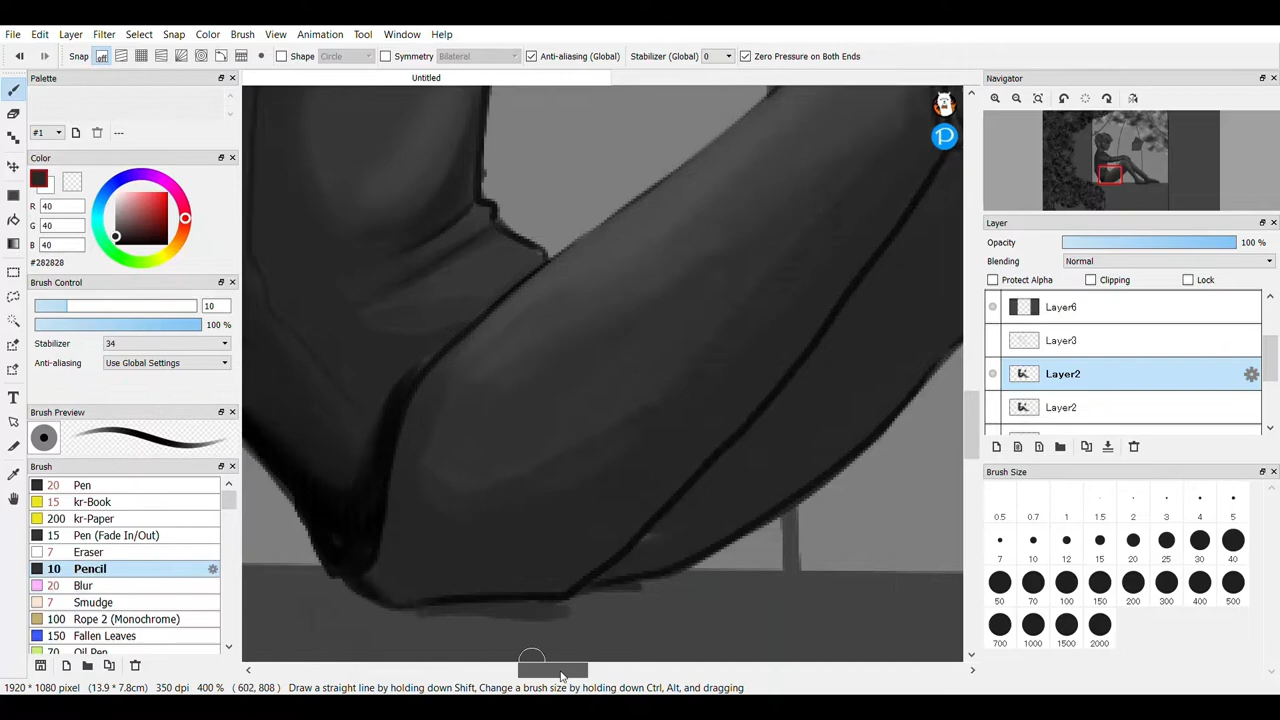 File Edit Layer Filter Select Snap Color Brush View Animation Tool Window Help
Snap off Shape Circle Symmetry Bilateral Anti-aliasing (Global) Stabilizer (Global) 0 Zero Pressure on Both Ends
Palette
#1 ---
Color
R 40
G 40
B 40
#282828
Brush Control
10
100 %
Stabilizer 34
Anti-aliasing Use Global Settings
Brush Preview
Brush
20 Pen
15 kr-Book
200 kr-Paper
15 Pen (Fade In/Out)
7 Eraser
10 Pencil
20 Blur
7 Smudge
100 Rope 2 (Monochrome)
150 Fallen Leaves
70 Oil Pen
Untitled
P
Navigator
Layer
Opacity 100 %
Blending Normal
Protect Alpha Clipping Lock
Layer6
Layer3
Layer2
Layer2
Brush Size
0.5 0.7 1 1.5 2 3 4 5
7 10 12 15 20 25 30 40
50 70 100 150 200 300 400 500
700 1000 1500 2000
1920 * 1080 pixel (13.9 * 7.8cm) 350 dpi 400 % ( 602, 808 ) Draw a straight line by holding down Shift, Change a brush size by holding down Ctrl, Alt, and dragging